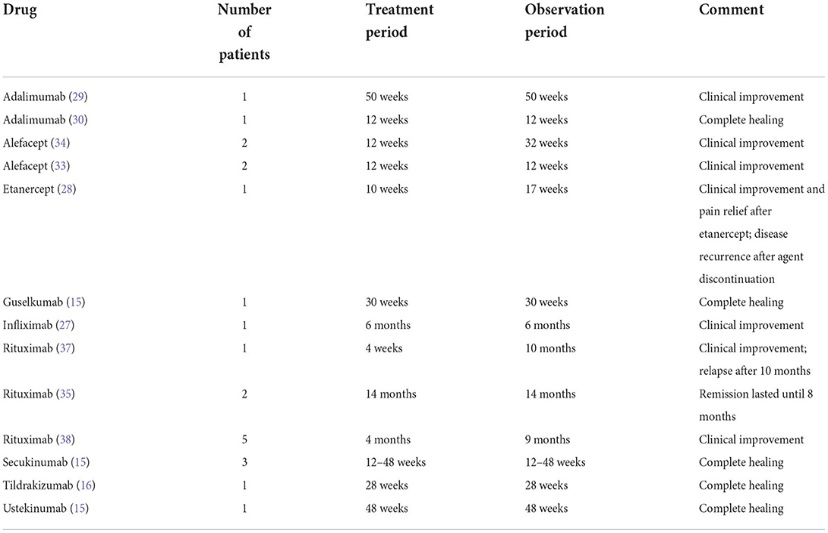 Drug Number of patients Treatment period Observation period Comment
Adalimumab (29) 1 50 weeks 50 weeks Clinical improvement
Adalimumab (30) 1 12 weeks 12 weeks Complete healing
Alefacept (34) 2 12 weeks 32 weeks Clinical improvement
Alefacept (33) 2 12 weeks 12 weeks Clinical improvement
Etanercept (28) 1 10 weeks 17 weeks Clinical improvement and
pain relief after
etanercept; disease
recurrence after agent
discontinuation
Guselkumab (15) 1 30 weeks 30 weeks Complete healing
Infliximab (27) 1 6 months 6 months Clinical improvement
Rituximab (37) 1 4 weeks 10 months Clinical improvement;
relapse after 10 months
Rituximab (35) 2 14 months 14 months Remission lasted until 8
months
Rituximab (38) 5 4 months 9 months Clinical improvement
Secukinumab (15) 3 12–48 weeks 12–48 weeks Complete healing
Tildrakizumab (16) 1 28 weeks 28 weeks Complete healing
Ustekinumab (15) 1 48 weeks 48 weeks Complete healing